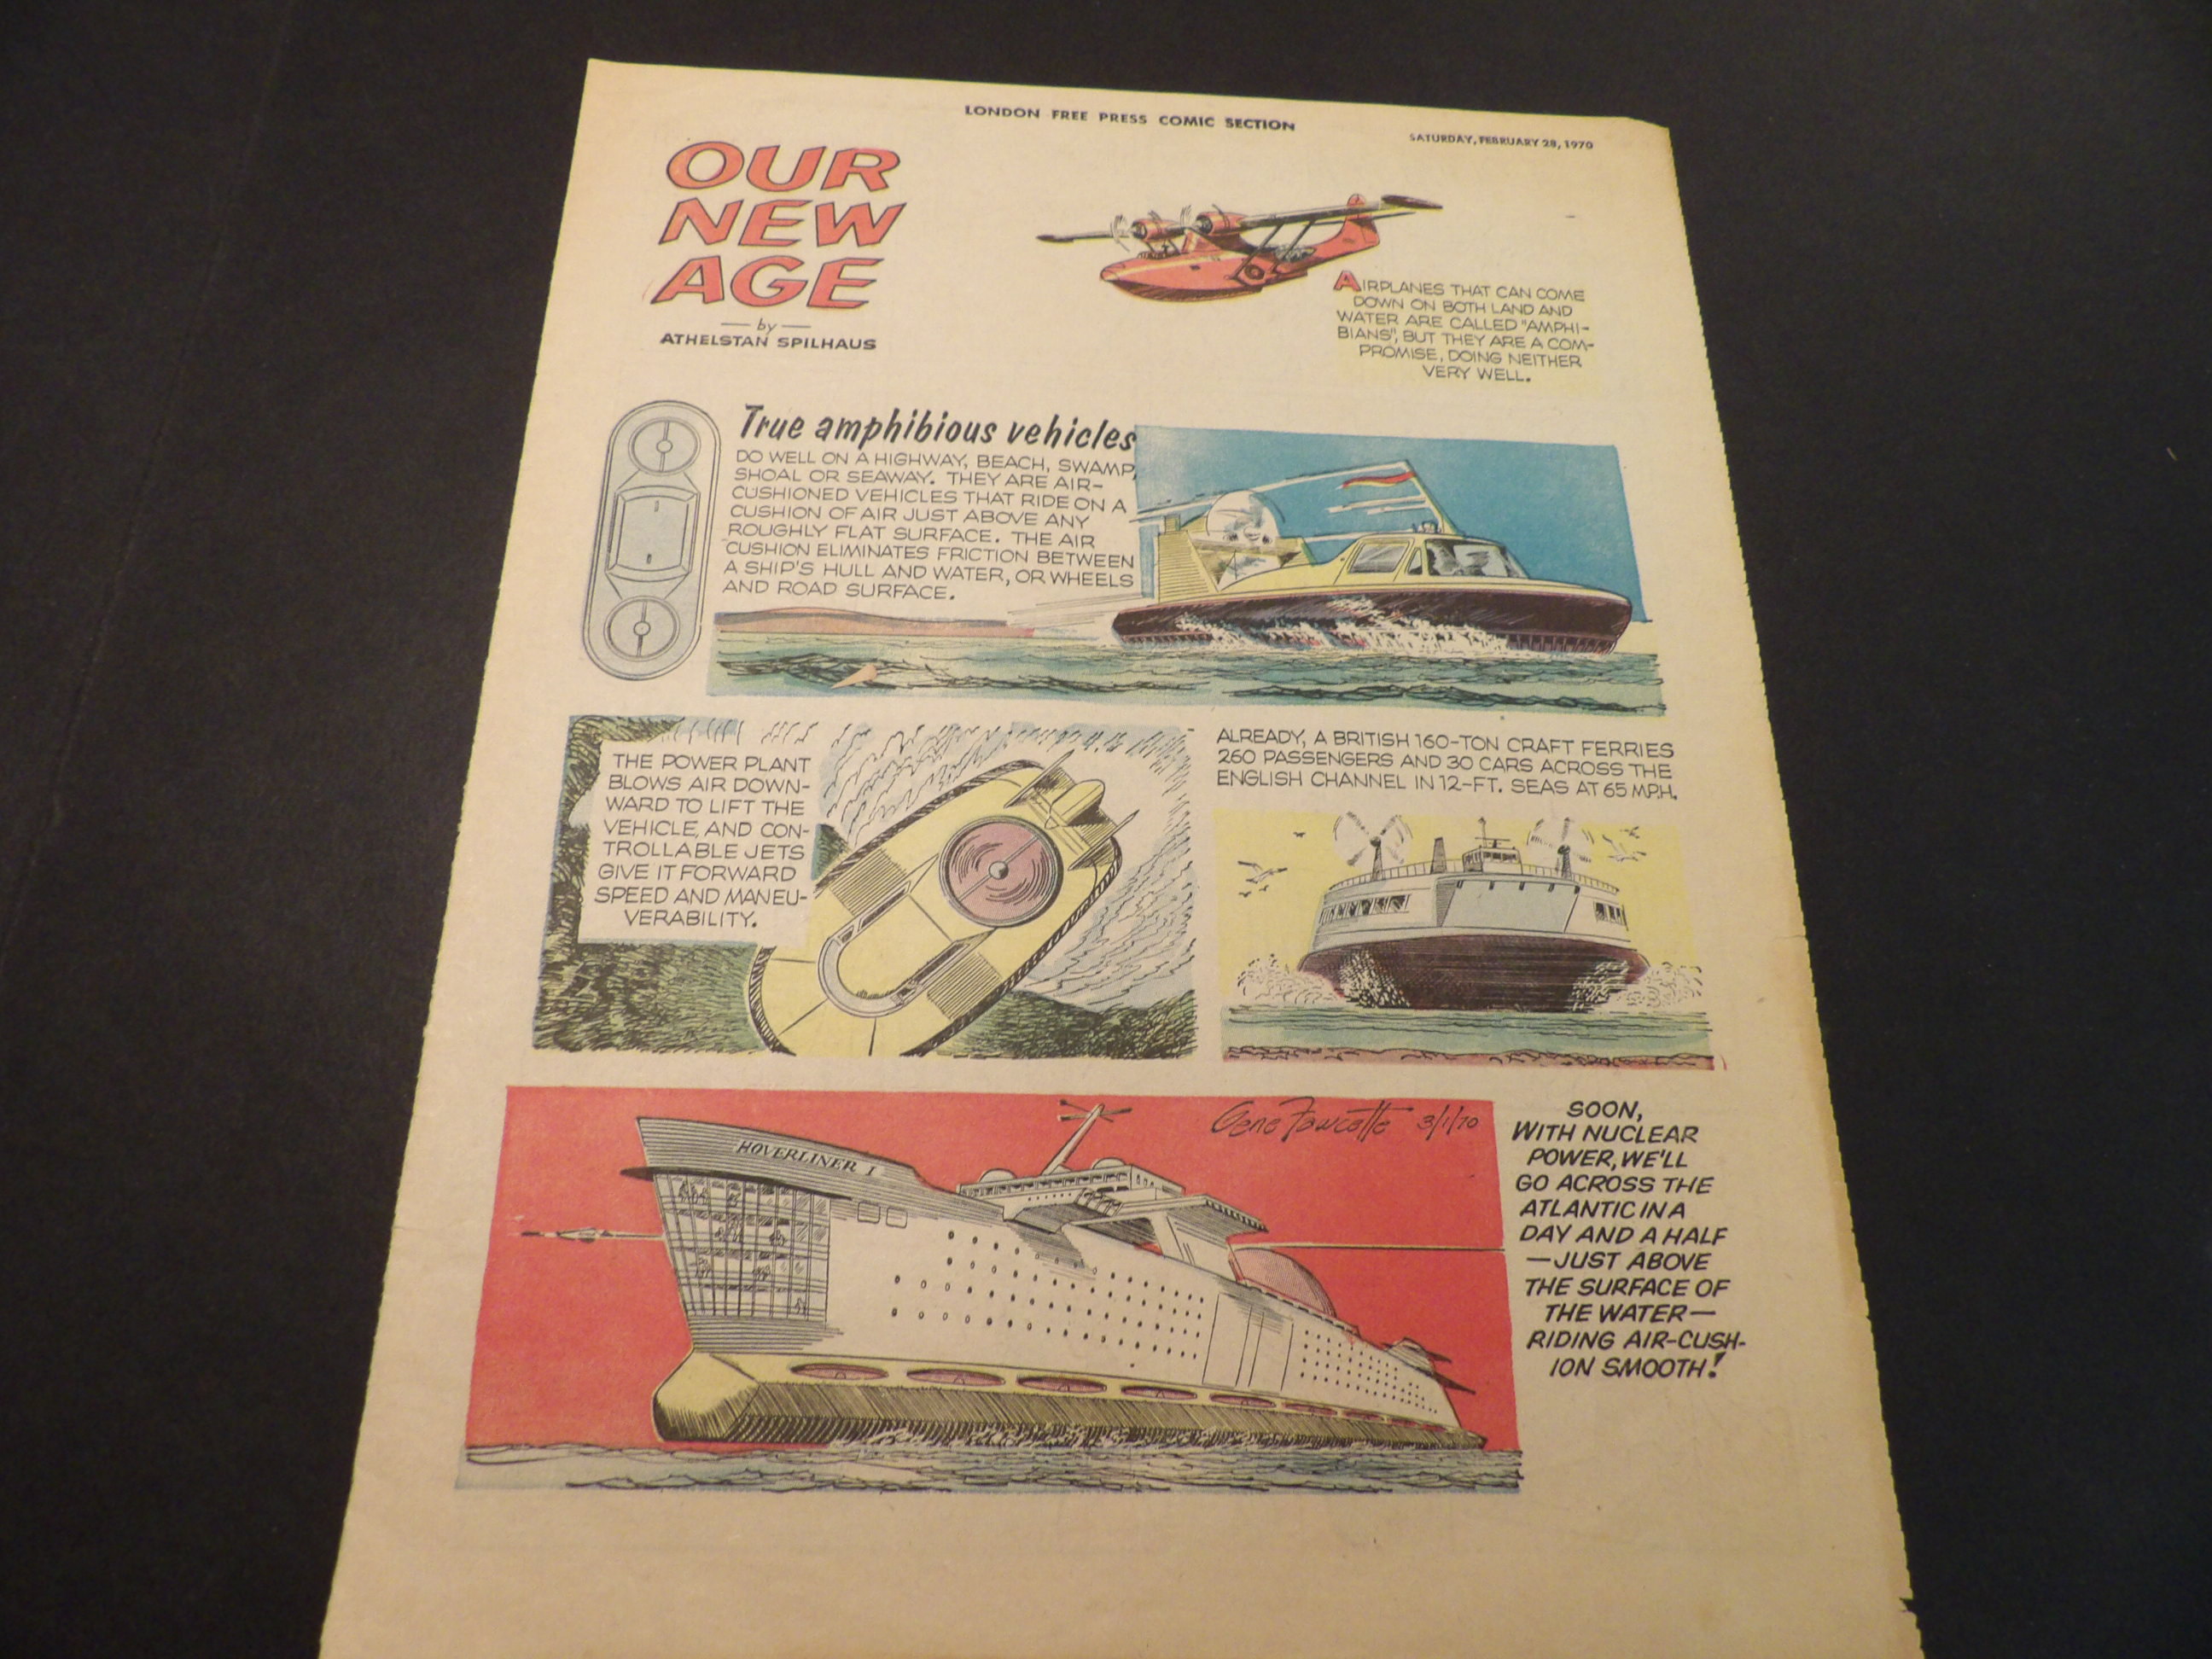 LONDON FREE PRESS COMIC SECTION
SATURDAY, FEBRUARY 28, 1970
OUR
NEW
AGE
— by —
ATHELSTAN SPILHAUS
AIRPLANES THAT CAN COME
DOWN ON BOTH LAND AND
WATER ARE CALLED "AMPHI-
BIANS", BUT THEY ARE A COM-
PROMISE, DOING NEITHER
VERY WELL.
True amphibious vehicles
DO WELL ON A HIGHWAY, BEACH, SWAMP,
SHOAL OR SEAWAY. THEY ARE AIR-
CUSHIONED VEHICLES THAT RIDE ON A
CUSHION OF AIR JUST ABOVE ANY
ROUGHLY FLAT SURFACE. THE AIR
CUSHION ELIMINATES FRICTION BETWEEN
A SHIP'S HULL AND WATER, OR WHEELS
AND ROAD SURFACE.
THE POWER PLANT
BLOWS AIR DOWN-
WARD TO LIFT THE
VEHICLE, AND CON-
TROLLABLE JETS
GIVE IT FORWARD
SPEED AND MANEU-
VERABILITY.
ALREADY, A BRITISH 160-TON CRAFT FERRIES
260 PASSENGERS AND 30 CARS ACROSS THE
ENGLISH CHANNEL IN 12-FT. SEAS AT 65 M.P.H.
Gene Fawcette 3/1/70
HOVERLINER I
SOON,
WITH NUCLEAR
POWER, WE'LL
GO ACROSS THE
ATLANTIC IN A
DAY AND A HALF
—JUST ABOVE
THE SURFACE OF
THE WATER—
RIDING AIR-CUSH-
ION SMOOTH!